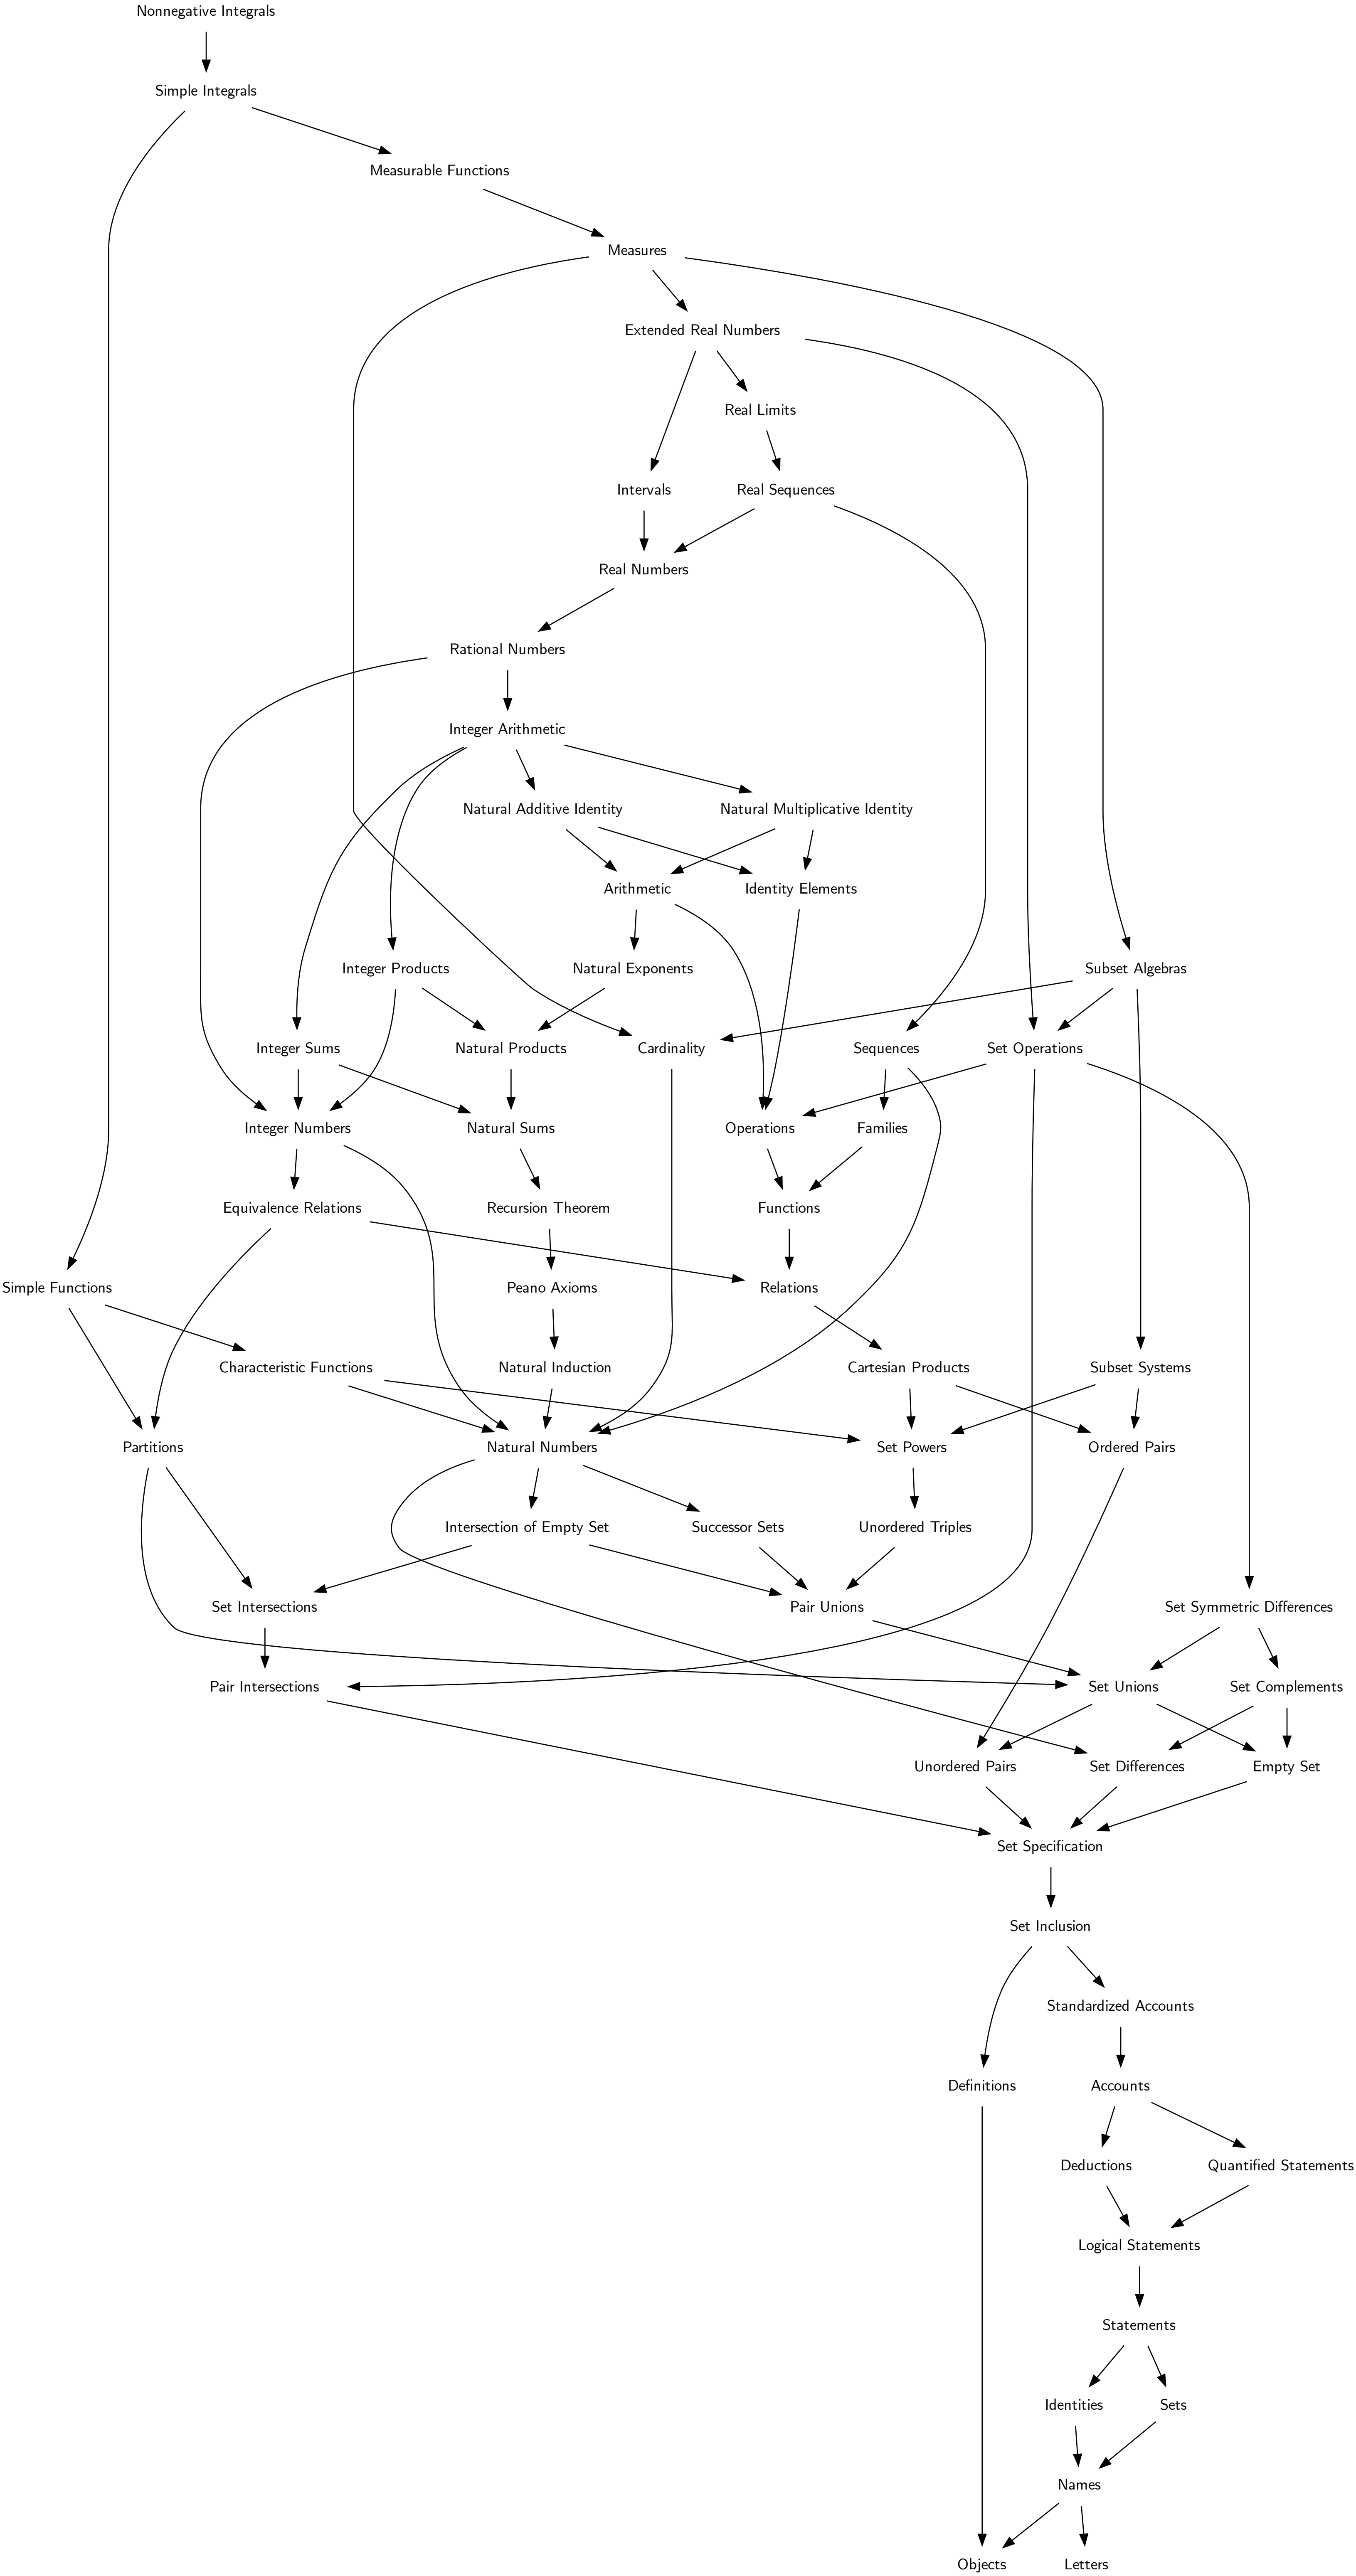 Nonnegative Integrals
Simple Integrals
Measurable Functions
Measures
Extended Real Numbers
Real Limits
Intervals
Real Sequences
Real Numbers
Rational Numbers
Integer Arithmetic
Natural Additive Identity
Natural Multiplicative Identity
Arithmetic
Identity Elements
Integer Products
Natural Exponents
Subset Algebras
Integer Sums
Natural Products
Cardinality
Sequences
Set Operations
Integer Numbers
Natural Sums
Operations
Families
Equivalence Relations
Recursion Theorem
Functions
Simple Functions
Peano Axioms
Relations
Characteristic Functions
Natural Induction
Cartesian Products
Subset Systems
Partitions
Natural Numbers
Set Powers
Ordered Pairs
Intersection of Empty Set
Successor Sets
Unordered Triples
Set Intersections
Pair Unions
Set Symmetric Differences
Pair Intersections
Set Unions
Set Complements
Unordered Pairs
Set Differences
Empty Set
Set Specification
Set Inclusion
Standardized Accounts
Definitions
Accounts
Deductions
Quantified Statements
Logical Statements
Statements
Identities
Sets
Names
Objects
Letters